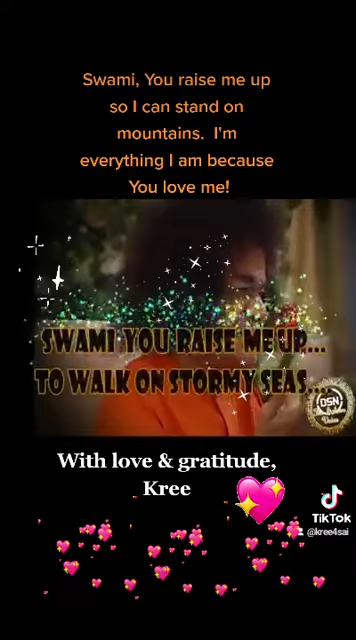 Swami, You raise me up
so I can stand on
mountains.  I'm
everything I am because
You love me!
SWAMI YOU RAISE ME UP...
TO WALK ON STORMY SEAS...
DSN
With love & gratitude,
Kree
TikTok
@kree4sai